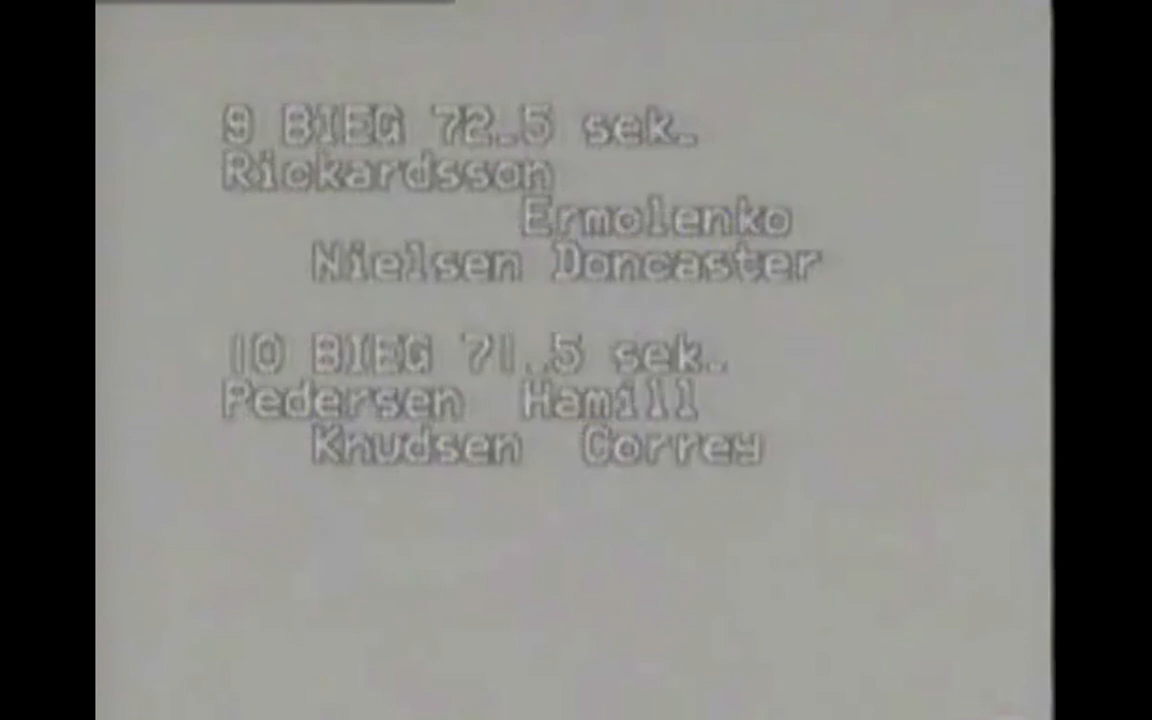 9 BIEG 72.5 sek.
Rickardsson
Ermolenko
Nielsen Doncaster
10 BIEG 71.5 sek.
Pedersen Hamill
Knudsen Correy